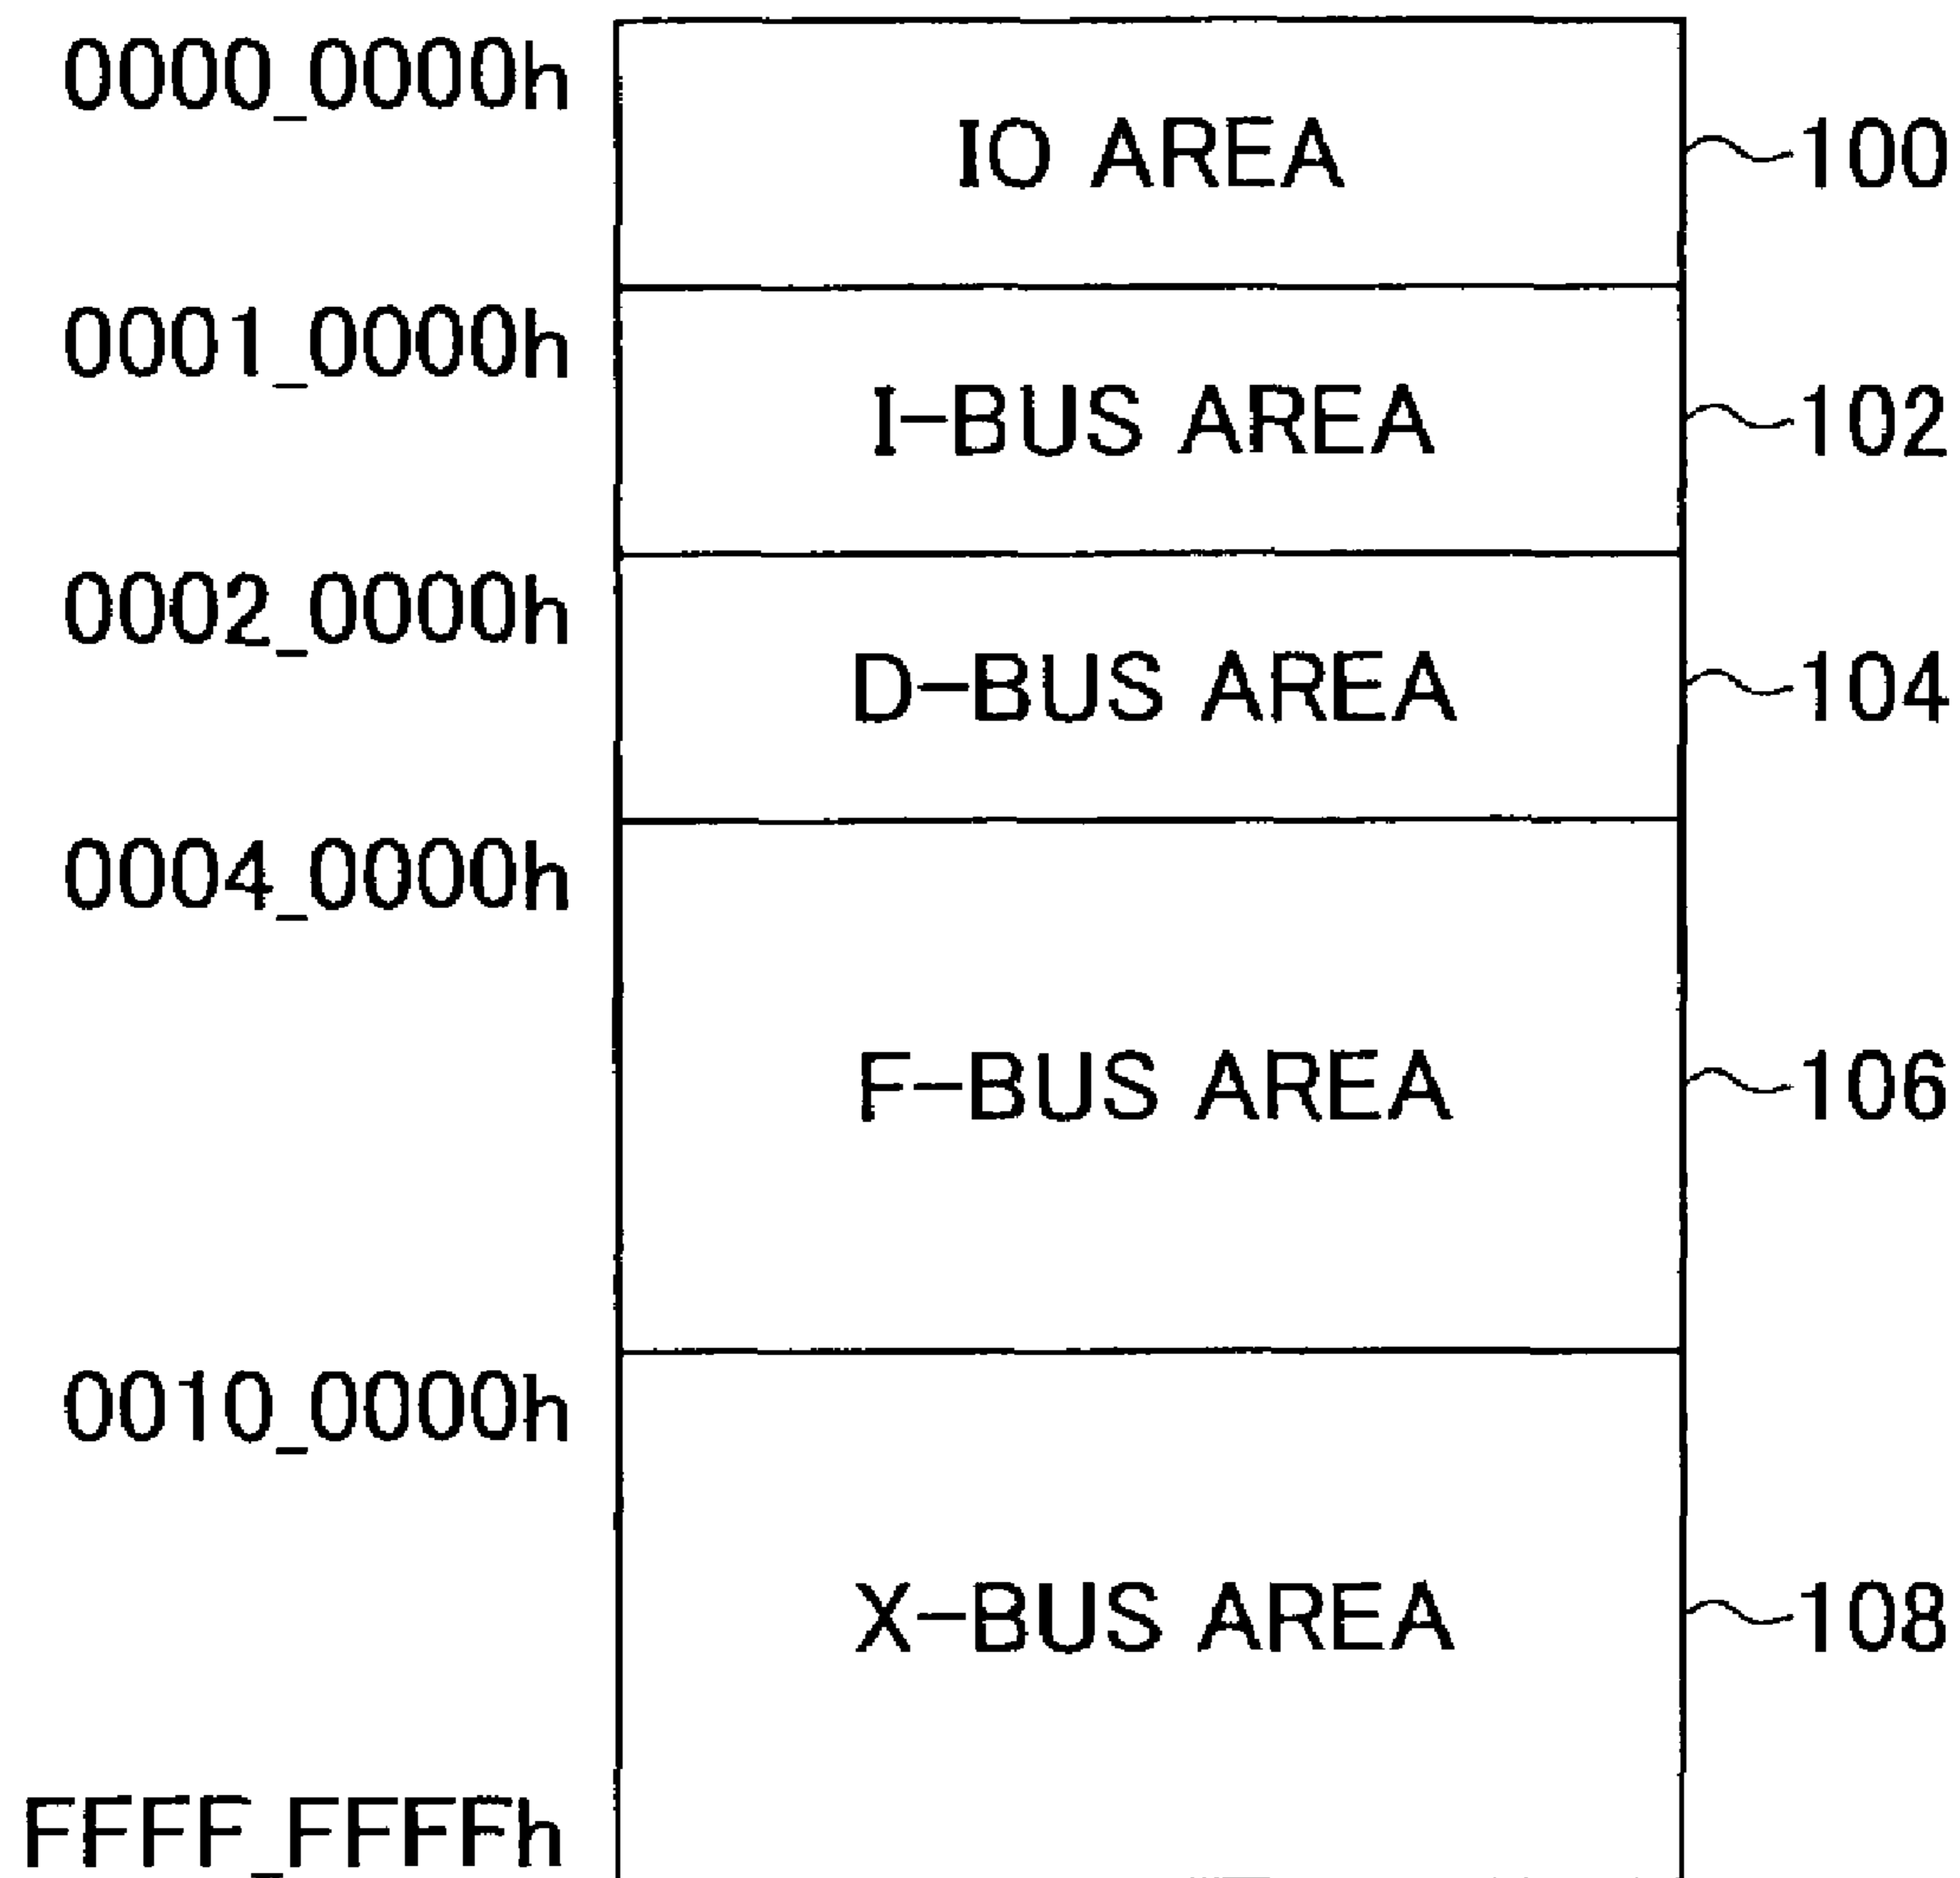 0000_0000h
IO AREA 100
0001_0000h
I-BUS AREA 102
0002_0000h
D-BUS AREA 104
0004_0000h
F-BUS AREA 106
0010_0000h
X-BUS AREA 108
FFFF_FFFFh